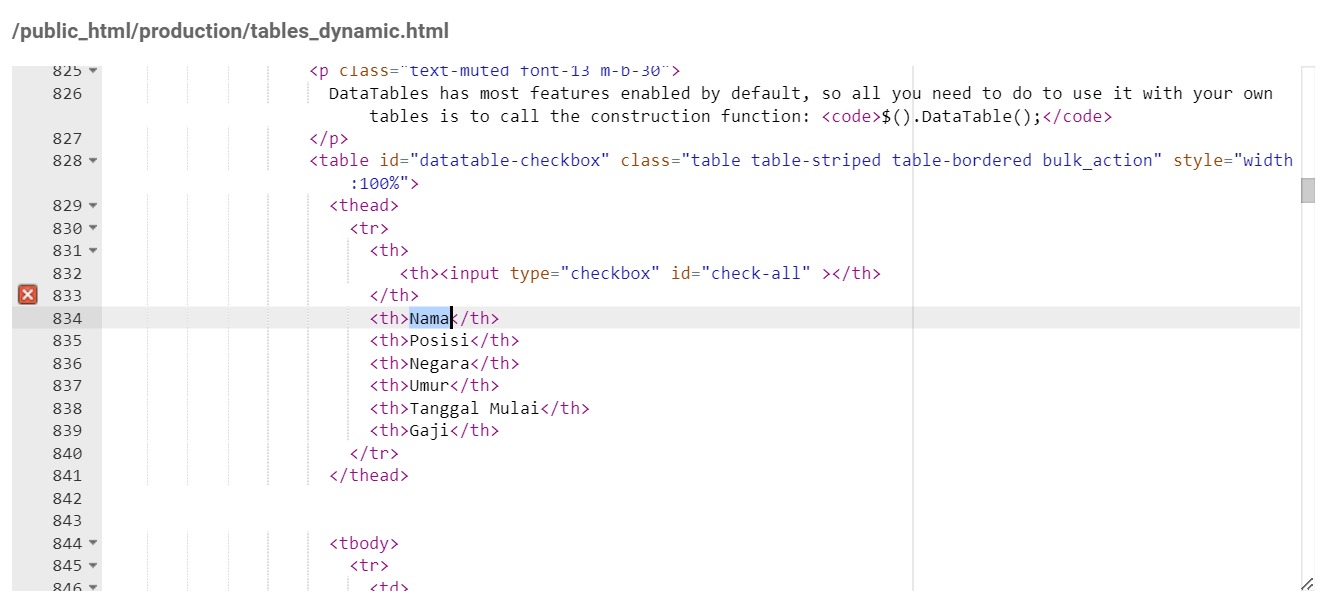 /public_html/production/tables_dynamic.html
825 <p class="text-muted font-13 m-b-30">
826 DataTables has most features enabled by default, so all you need to do to use it with your own
tables is to call the construction function: <code>$().DataTable();</code>
827 </p>
828 <table id="datatable-checkbox" class="table table-striped table-bordered bulk_action" style="width
:100%">
829 <thead>
830 <tr>
831 <th>
832 <th><input type="checkbox" id="check-all" ></th>
833 </th>
834 <th>Nama</th>
835 <th>Posisi</th>
836 <th>Negara</th>
837 <th>Umur</th>
838 <th>Tanggal Mulai</th>
839 <th>Gaji</th>
840 </tr>
841 </thead>
842
843
844 <tbody>
845 <tr>
846 <td>